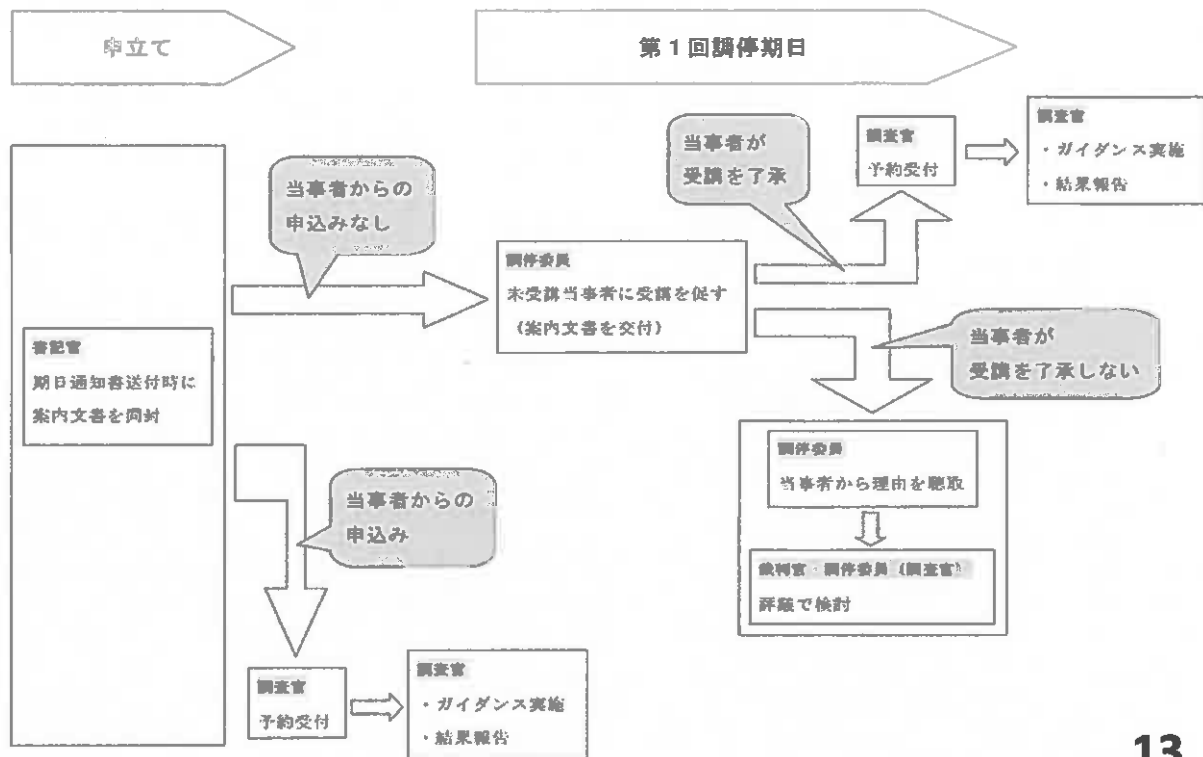 申立て
第1回調停期日
書記官
期日通知書送付時に
案内文書を同封
当事者からの
申込みなし
調停委員
未受講当事者に受講を促す
（案内文書を交付）
当事者が
受講を了承
調査官
予約受付
調査官
・ガイダンス実施
・結果報告
当事者が
受講を了承しない
調停委員
当事者から理由を聴取
裁判官・調停委員（調査官）
評議で検討
当事者からの
申込み
調査官
予約受付
調査官
・ガイダンス実施
・結果報告
13